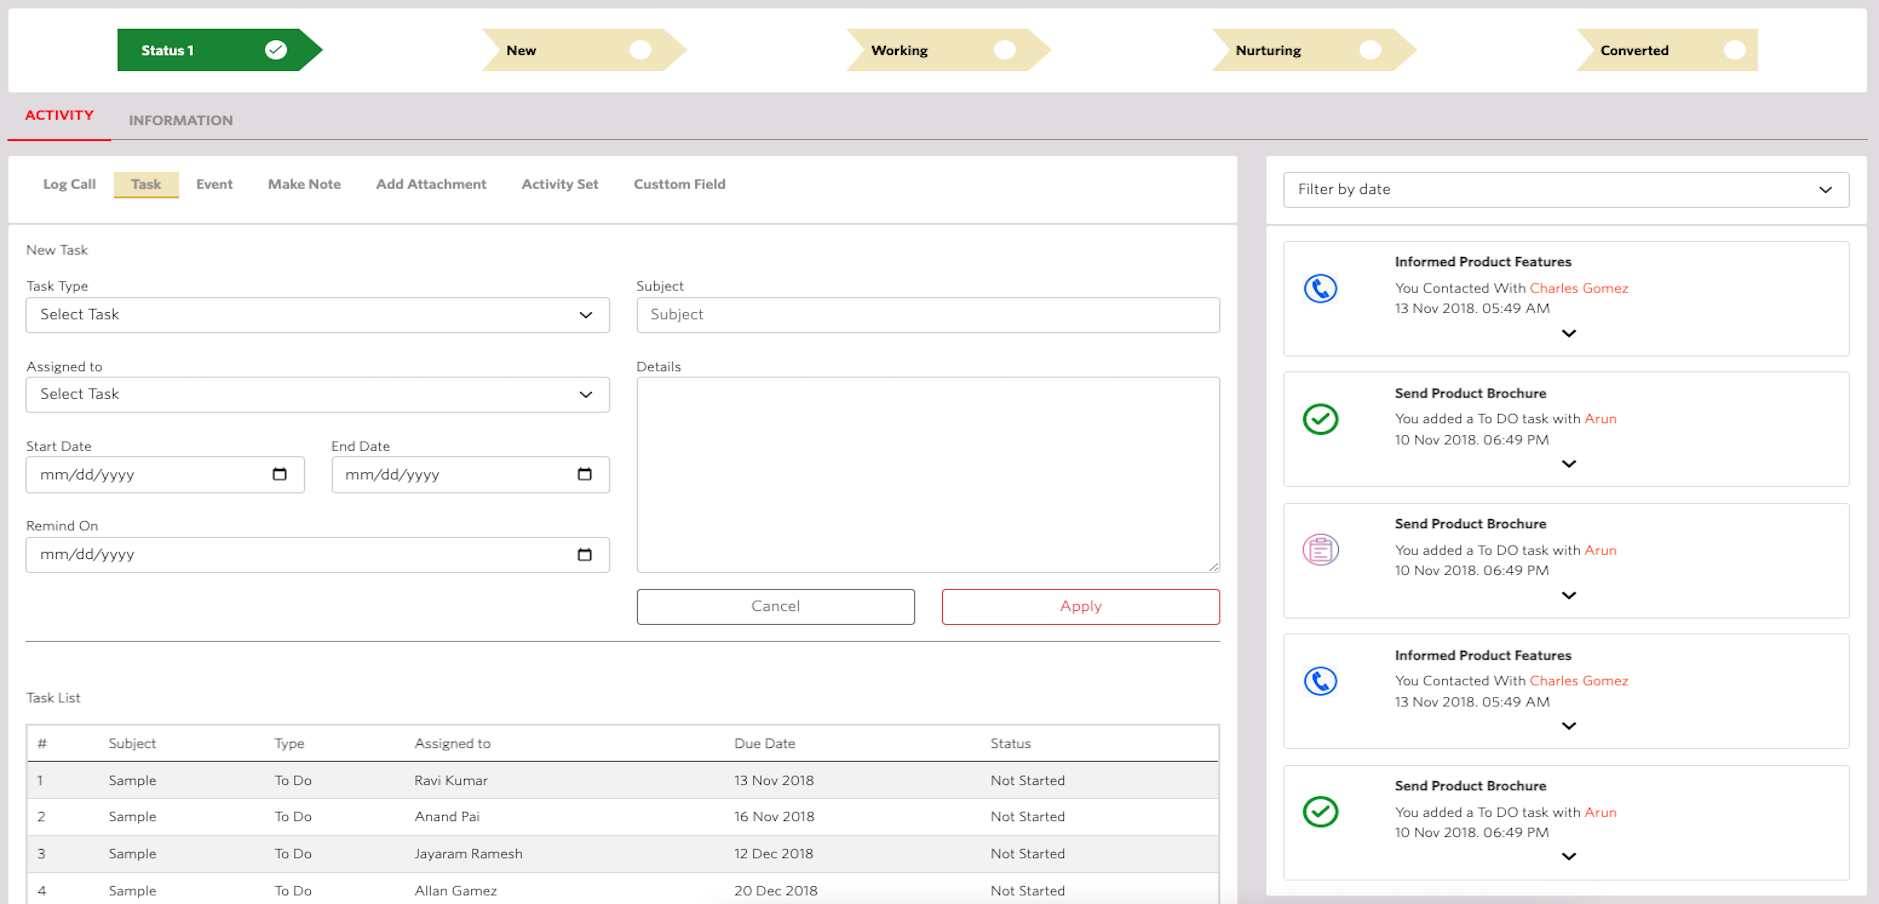 Status 1
New
Working
Nurturing
Converted
ACTIVITY
INFORMATION
Log Call
Task
Event
Make Note
Add Attachment
Activity Set
Custtom Field
New Task
Task Type
Select Task
Subject
Subject
Assigned to
Select Task
Details
Start Date
mm/dd/yyyy
End Date
mm/dd/yyyy
Remind On
mm/dd/yyyy
Cancel
Apply
Task List
# Subject Type Assigned to Due Date Status
1 Sample To Do Ravi Kumar 13 Nov 2018 Not Started
2 Sample To Do Anand Pai 16 Nov 2018 Not Started
3 Sample To Do Jayaram Ramesh 12 Dec 2018 Not Started
4 Sample To Do Allan Gamez 20 Dec 2018 Not Started
Filter by date
Informed Product Features
You Contacted With Charles Gomez
13 Nov 2018. 05:49 AM
Send Product Brochure
You added a To DO task with Arun
10 Nov 2018. 06:49 PM
Send Product Brochure
You added a To DO task with Arun
10 Nov 2018. 06:49 PM
Informed Product Features
You Contacted With Charles Gomez
13 Nov 2018. 05:49 AM
Send Product Brochure
You added a To DO task with Arun
10 Nov 2018. 06:49 PM